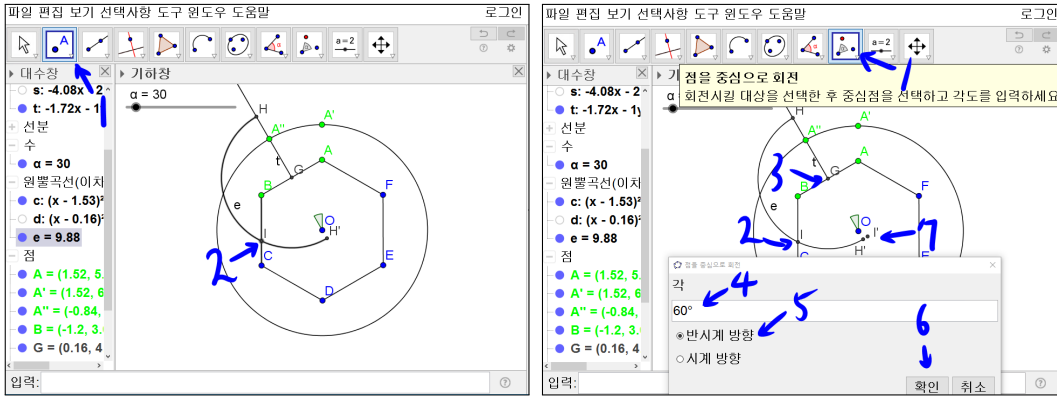 파일 편집 보기 선택사항 도구 윈도우 도움말 로그인
A a=2
1
대수창
기하창
s: -4.08x - 2
t: -1.72x - 1y
선분
수
α = 30
원뿔곡선(이차
c: (x - 1.53)²
d: (x - 0.16)²
e = 9.88
점
A = (1.52, 5.
A' = (1.52, 6
A'' = (-0.84,
B = (-1.2, 3.
G = (0.16, 4
입력:
α = 30
H
A'
A''
t
A
G
B
F
e
O
H'
I
2
C
E
D
파일 편집 보기 선택사항 도구 윈도우 도움말 로그인
A a=2
1
점을 중심으로 회전
회전시킬 대상을 선택한 후 중심점을 선택하고 각도를 입력하세요
대수창
기
s: -4.08x - 2
t: -1.72x - 1y
선분
수
α = 30
원뿔곡선(이차
c: (x - 1.53)²
d: (x - 0.16)²
e = 9.88
점
A = (1.52, 5.
A' = (1.52, 6
A'' = (-0.84,
B = (-1.2, 3.
G = (0.16, 4
입력:
α
H
A'
A''
t
A
3
G
B
F
e
O
2
I
I'
7
H'
C
E
점을 중심으로 회전
각
4
60°
5
반시계 방향
6
시계 방향
확인 취소